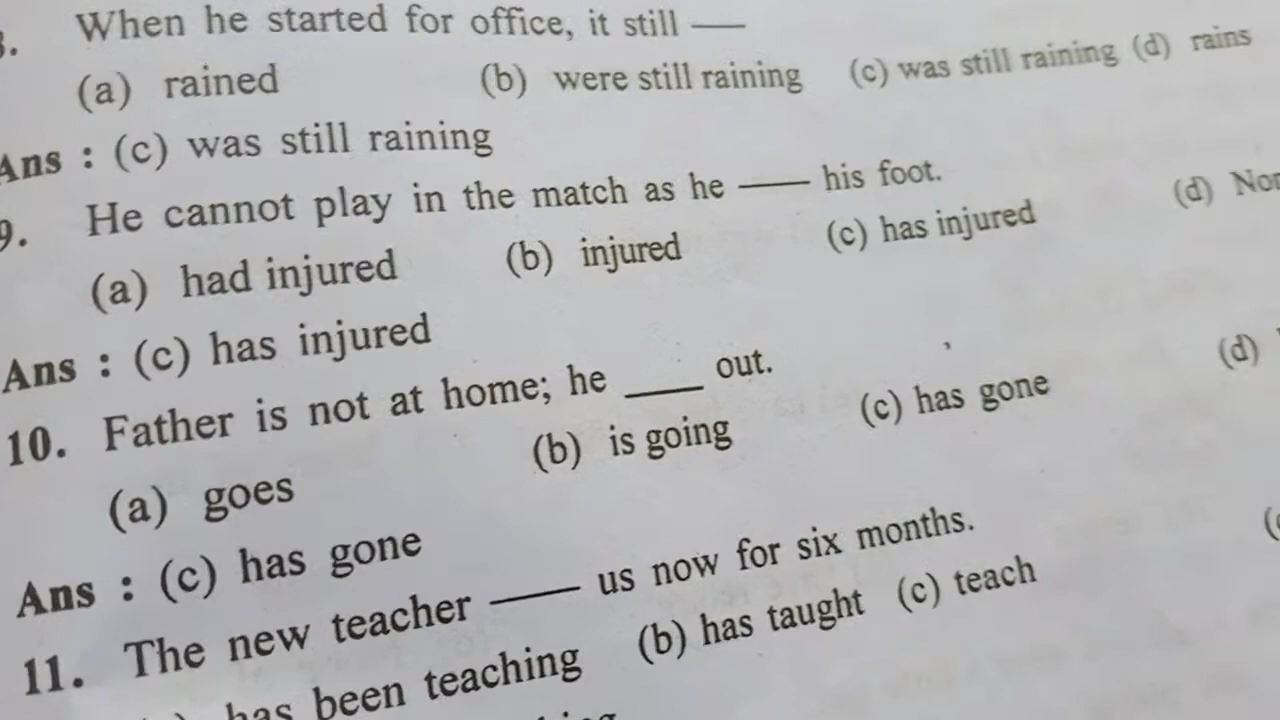 When he started for office, it still ——
(a) rained (b) were still raining (c) was still raining (d) rains
Ans : (c) was still raining
9. He cannot play in the match as he —— his foot.
(a) had injured (b) injured (c) has injured (d)
Ans : (c) has injured
10. Father is not at home; he ____ out.
(a) goes (b) is going (c) has gone (d)
Ans : (c) has gone
11. The new teacher —— us now for six months.
has been teaching (b) has taught (c) teach